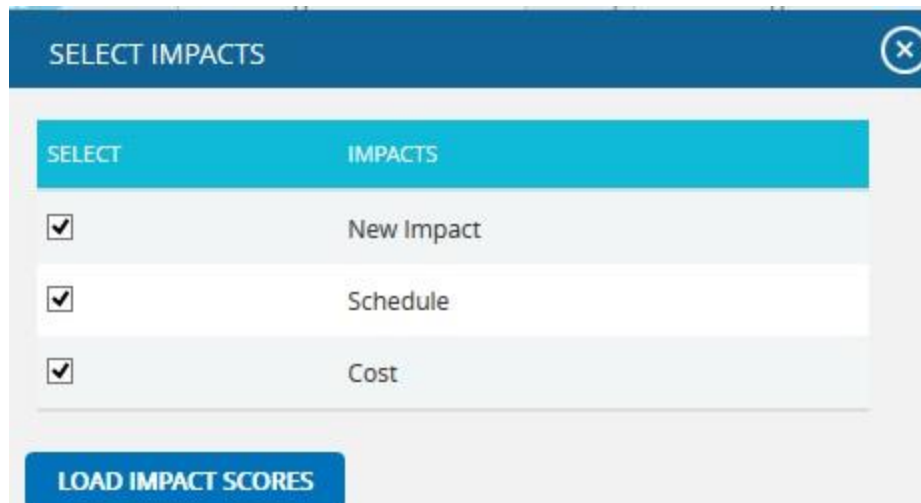 SELECT IMPACTS
SELECT IMPACTS
New Impact
Schedule
Cost
LOAD IMPACT SCORES